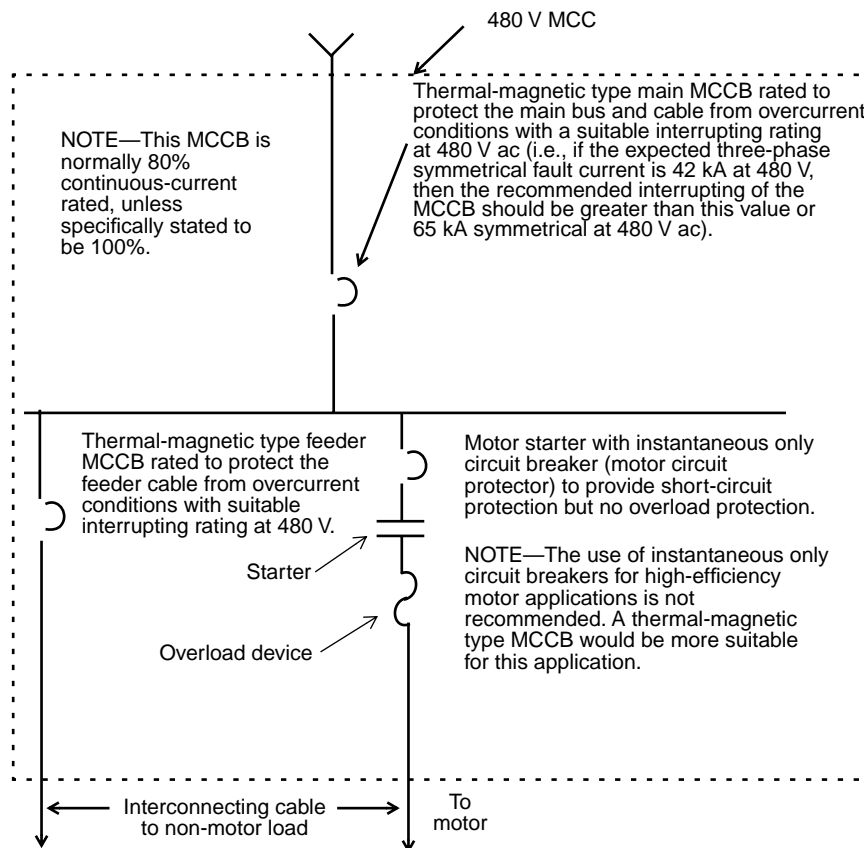 480 V MCC
Thermal-magnetic type main MCCB rated to
protect the main bus and cable from overcurrent
conditions with a suitable interrupting rating
at 480 V ac (i.e., if the expected three-phase
symmetrical fault current is 42 kA at 480 V,
then the recommended interrupting of the
MCCB should be greater than this value or
65 kA symmetrical at 480 V ac).
NOTE—This MCCB is
normally 80%
continuous-current
rated, unless
specifically stated to
be 100%.
Thermal-magnetic type feeder
MCCB rated to protect the
feeder cable from overcurrent
conditions with suitable
interrupting rating at 480 V.
Motor starter with instantaneous only
circuit breaker (motor circuit
protector) to provide short-circuit
protection but no overload protection.
NOTE—The use of instantaneous only
circuit breakers for high-efficiency
motor applications is not
recommended. A thermal-magnetic
type MCCB would be more suitable
for this application.
Starter
Overload device
Interconnecting cable
to non-motor load
To
motor